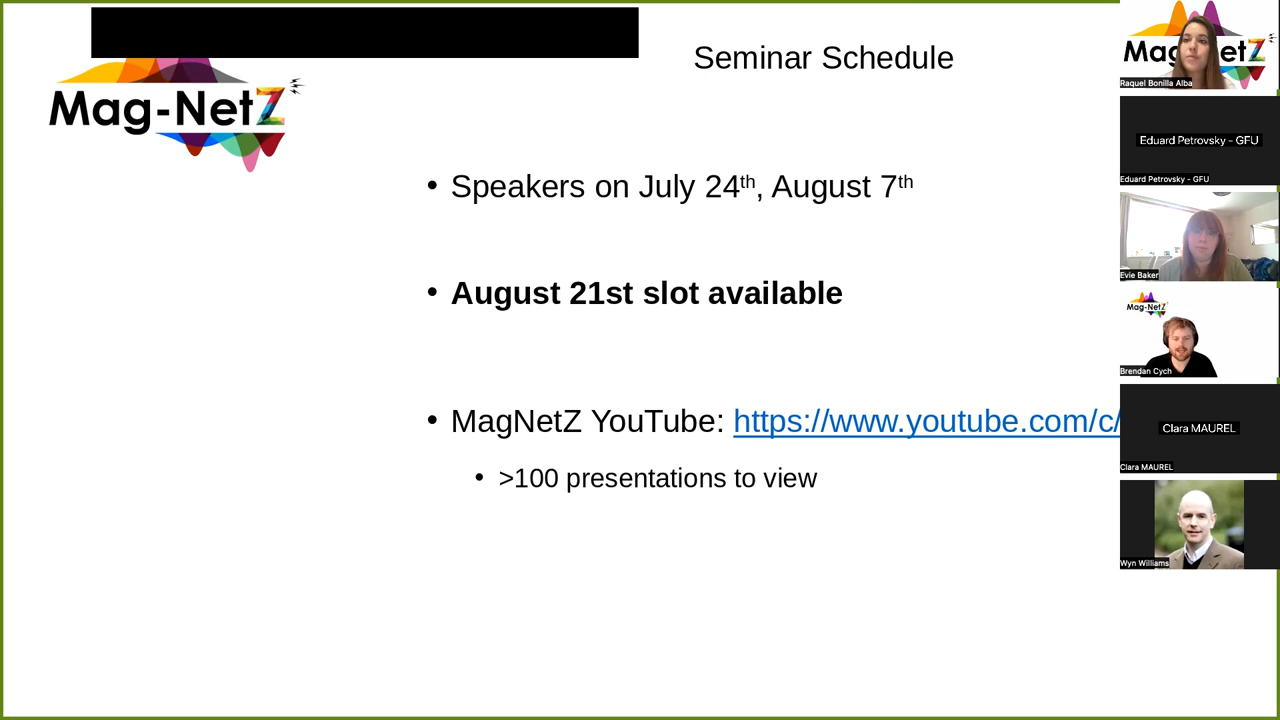 Seminar Schedule
Mag-NetZ
• Speakers on July 24th, August 7th
• August 21st slot available
• MagNetZ YouTube: https://www.youtube.com/c/
• >100 presentations to view
Mag-NetZ
Raquel Bonilla Alba
Eduard Petrovsky - GFU
Eduard Petrovsky - GFU
Evie Baker
Mag-NetZ
Brendan Cych
Clara MAUREL
Clara MAUREL
Wyn Williams